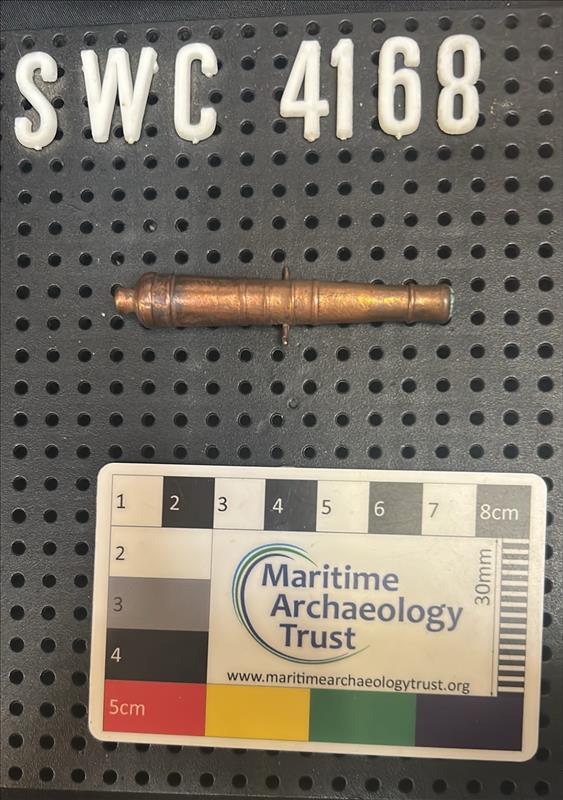 SWC 4168
1 2 3 4 5 6 7 8cm
2
3
4
5cm
30mm
Maritime
Archaeology
Trust
www.maritimearchaeologytrust.org